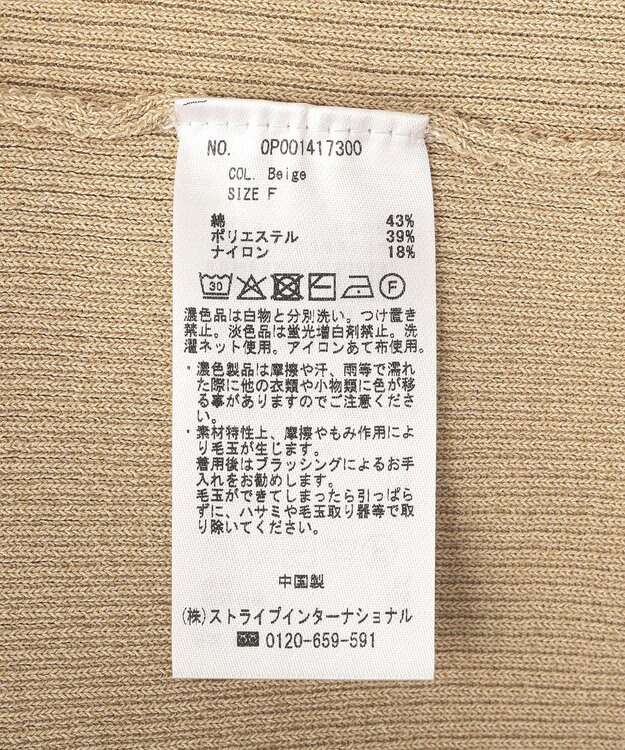 NO. OP001417300
COL. Beige
SIZE F
綿 43%
ポリエステル 39%
ナイロン 18%
30 F
濃色品は白物と分別洗い。つけ置き
禁止。淡色品は蛍光増白剤禁止。洗
濯ネット使用。アイロンあて布使用。
・濃色製品は摩擦や汗、雨等で濡れ
た際に他の衣類や小物類に色が移
る事がありますのでご注意くださ
い。
・素材特性上、摩擦やもみ作用によ
り毛玉が生じます。
着用後はブラッシングによるお手
入れをお勧めします。
毛玉ができてしまったら引っぱら
ずに、ハサミや毛玉取り器等で取
り除いてください。
中国製
(株)ストライプインターナショナル
0120-659-591